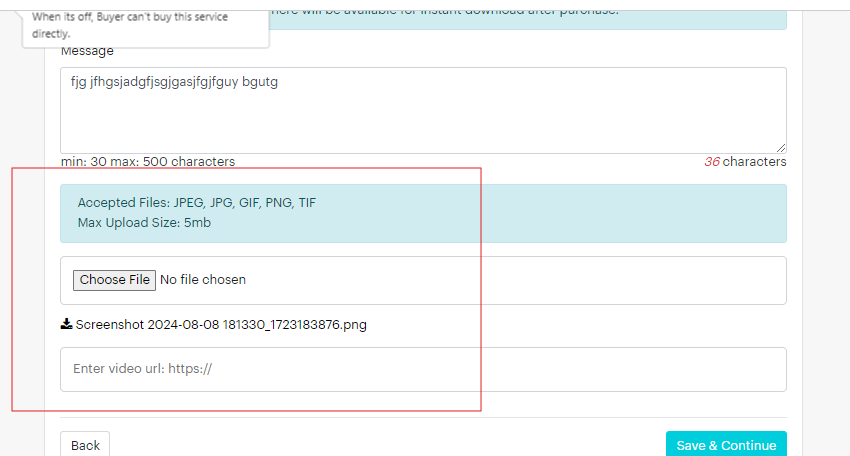 When its off, Buyer can't buy this service
directly.
here will be available for instant download after purchase.
Message
fjg jfhgsjadgfjsgjgasjfgjfguy bgutg
min: 30 max: 500 characters
36 characters
Accepted Files: JPEG, JPG, GIF, PNG, TIF
Max Upload Size: 5mb
Choose File No file chosen
Screenshot 2024-08-08 181330_1723183876.png
Enter video url: https://
Back
Save & Continue